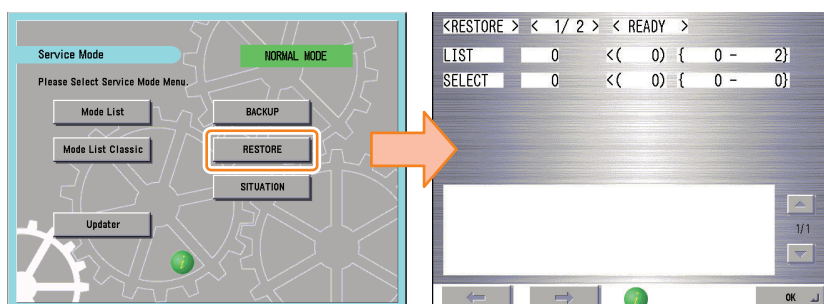 Service Mode
NORMAL MODE
Please Select Service Mode Menu.
Mode List
BACKUP
Mode List Classic
RESTORE
SITUATION
Updater
<RESTORE > < 1/ 2 > < READY >
LIST 0 <( 0) { 0 - 2}
SELECT 0 <( 0) { 0 - 0}
1/1
OK